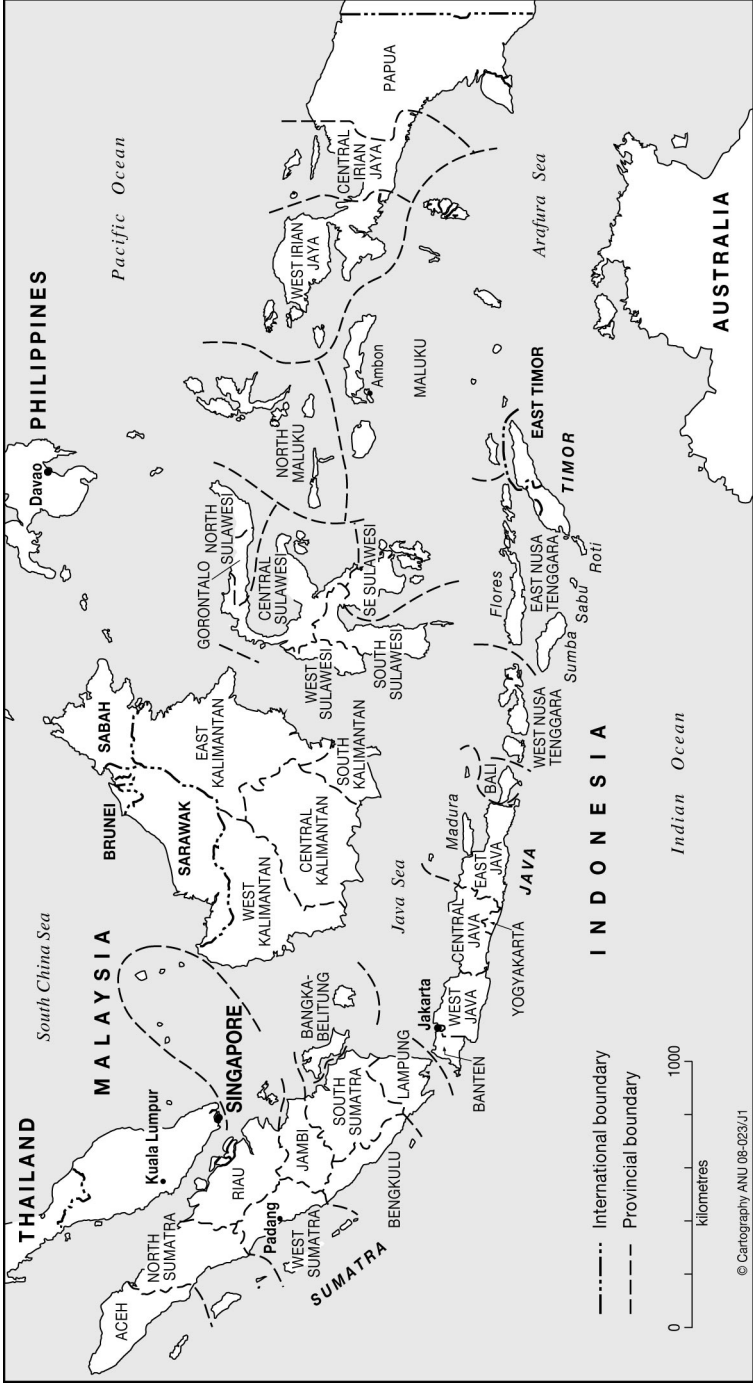 THAILAND
South China Sea
MALAYSIA
Kuala Lumpur
SINGAPORE
BRUNEI
SABAH
SARAWAK
PHILIPPINES
Davao
Pacific Ocean
ACEH
NORTH
SUMATRA
RIAU
Padang
WEST
SUMATRA
JAMBI
SOUTH
SUMATRA
BENGKULU
LAMPUNG
BANGKA-
BELITUNG
SUMATRA
WEST
KALIMANTAN
CENTRAL
KALIMANTAN
EAST
KALIMANTAN
SOUTH
KALIMANTAN
Java Sea
GORONTALO
NORTH
SULAWESI
CENTRAL
SULAWESI
WEST
SULAWESI
SOUTH
SULAWESI
SE SULAWESI
NORTH
MALUKU
Ambon
MALUKU
WEST IRIAN
JAYA
CENTRAL
IRIAN
JAYA
PAPUA
Jakarta
BANTEN
WEST
JAVA
CENTRAL
JAVA
YOGYAKARTA
EAST
JAVA
JAVA
Madura
BALI
WEST NUSA
TENGGARA
Flores
Sumba
EAST NUSA
TENGGARA
Sabu
Roti
TIMOR
EAST TIMOR
Arafura Sea
AUSTRALIA
INDONESIA
Indian Ocean
International boundary
Provincial boundary
0 1000
kilometres
© Cartography ANU 08-023/J1